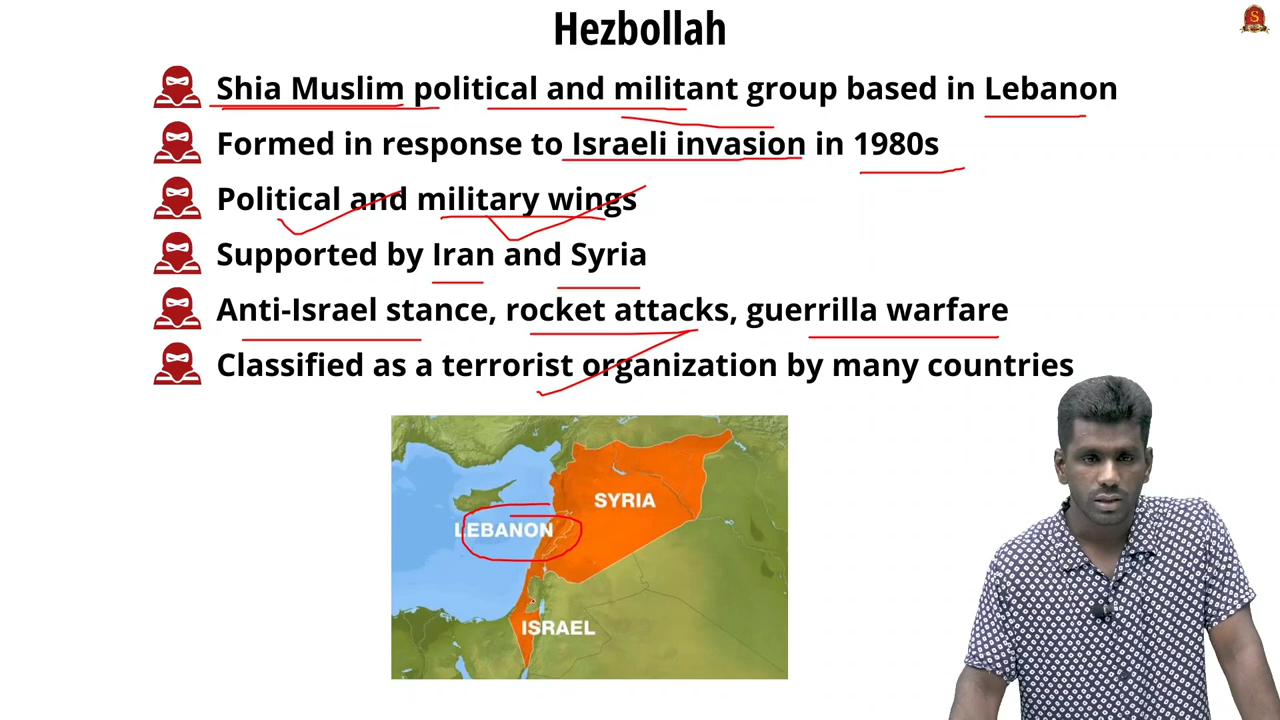 Hezbollah
Shia Muslim political and militant group based in Lebanon
Formed in response to Israeli invasion in 1980s
Political and military wings
Supported by Iran and Syria
Anti-Israel stance, rocket attacks, guerrilla warfare
Classified as a terrorist organization by many countries
SYRIA
LEBANON
ISRAEL
S